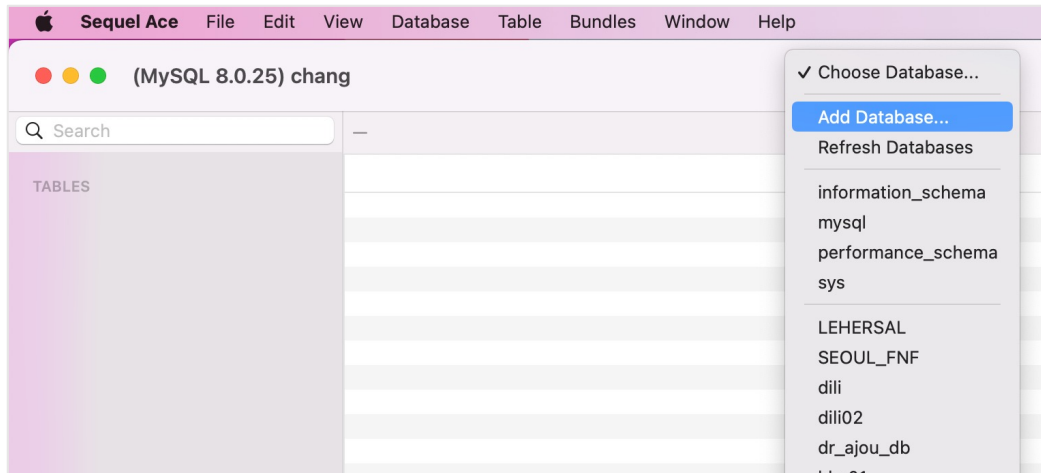 Sequel Ace File Edit View Database Table Bundles Window Help
(MySQL 8.0.25) chang
✓ Choose Database...
Add Database...
Refresh Databases
Search
TABLES
information_schema
mysql
performance_schema
sys
LEHERSAL
SEOUL_FNF
dili
dili02
dr_ajou_db